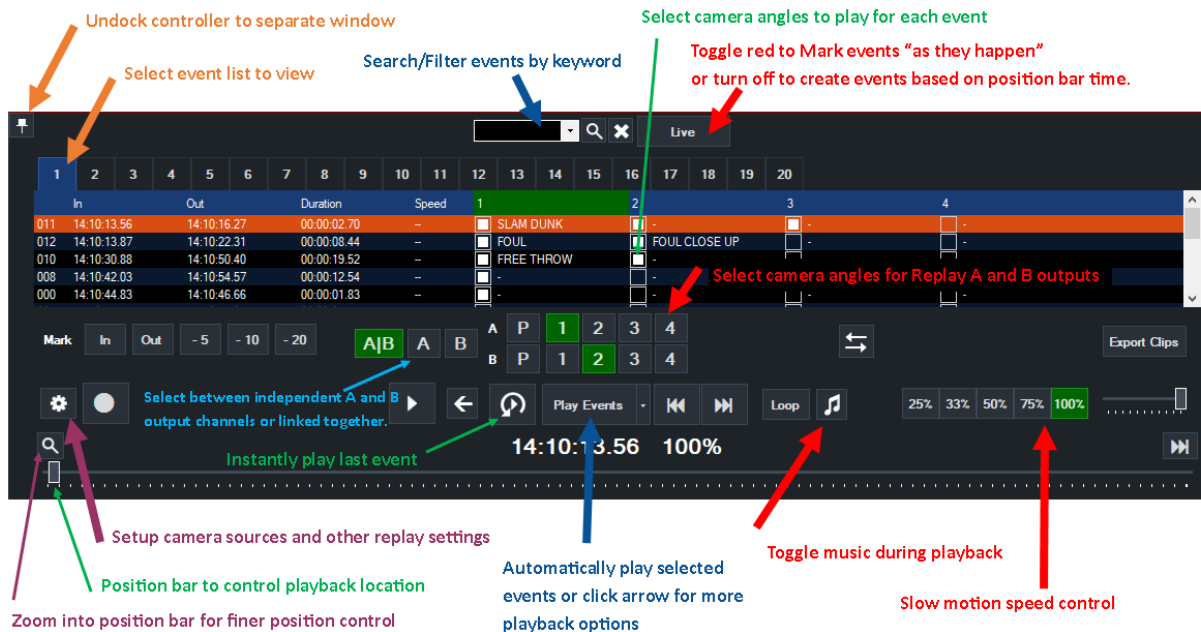 Undock controller to separate window
Select camera angles to play for each event
Select event list to view
Search/Filter events by keyword
Toggle red to Mark events “as they happen”
or turn off to create events based on position bar time.
Live
1 2 3 4 5 6 7 8 9 10 11 12 13 14 15 16 17 18 19 20
In Out Duration Speed 1 2 3 4
011 14:10:13.56 14:10:16.27 00:00:02.70 -- SLAM DUNK - - -
012 14:10:13.87 14:10:22.31 00:00:08.44 -- FOUL FOUL CLOSE UP - -
010 14:10:30.88 14:10:50.40 00:00:19.52 -- FREE THROW -
008 14:10:42.03 14:10:54.57 00:00:12.54 -- - -
000 14:10:44.83 14:10:46.66 00:00:01.83 -- - - - -
Select camera angles for Replay A and B outputs
Mark In Out - 5 - 10 - 20 A|B A B
A P 1 2 3 4
B P 1 2 3 4
Export Clips
Select between independent A and B
output channels or linked together.
Play Events Loop 25% 33% 50% 75% 100%
Instantly play last event
14:10:13.56 100%
Setup camera sources and other replay settings
Position bar to control playback location
Zoom into position bar for finer position control
Automatically play selected
events or click arrow for more
playback options
Toggle music during playback
Slow motion speed control